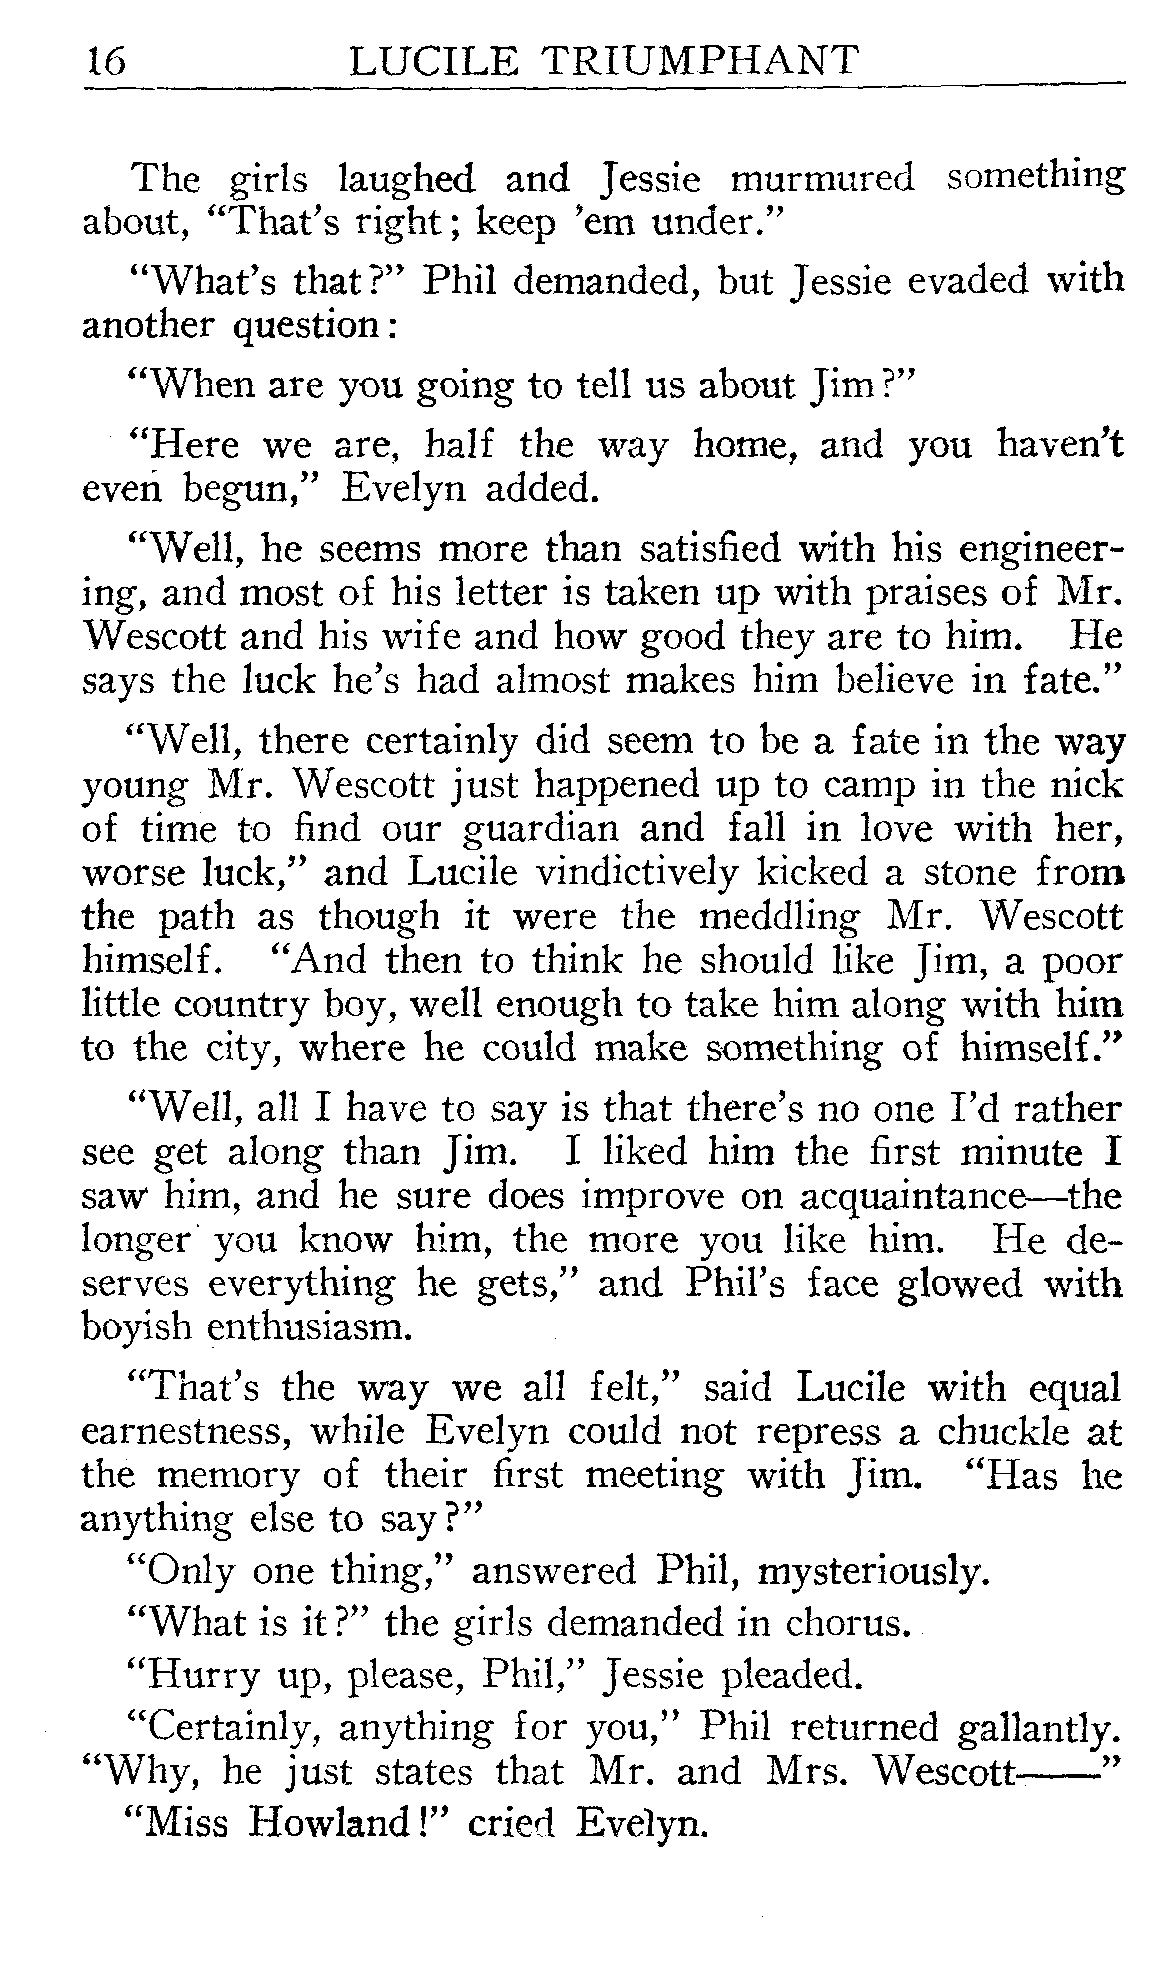 16 LUCILE TRIUMPHANT
The girls laughed and Jessie murmured something
about, “That’s right; keep ’em under.”
“What’s that?” Phil demanded, but Jessie evaded with
another question:
“When are you going to tell us about Jim?”
“Here we are, half the way home, and you haven’t
even begun,” Evelyn added.
“Well, he seems more than satisfied with his engineer-
ing, and most of his letter is taken up with praises of Mr.
Wescott and his wife and how good they are to him. He
says the luck he’s had almost makes him believe in fate.”
“Well, there certainly did seem to be a fate in the way
young Mr. Wescott just happened up to camp in the nick
of time to find our guardian and fall in love with her,
worse luck,” and Lucile vindictively kicked a stone from
the path as though it were the meddling Mr. Wescott
himself. “And then to think he should like Jim, a poor
little country boy, well enough to take him along with him
to the city, where he could make something of himself.”
“Well, all I have to say is that there’s no one I’d rather
see get along than Jim. I liked him the first minute I
saw him, and he sure does improve on acquaintance—the
longer you know him, the more you like him. He de-
serves everything he gets,” and Phil’s face glowed with
boyish enthusiasm.
“That’s the way we all felt,” said Lucile with equal
earnestness, while Evelyn could not repress a chuckle at
the memory of their first meeting with Jim. “Has he
anything else to say?”
“Only one thing,” answered Phil, mysteriously.
“What is it?” the girls demanded in chorus.
“Hurry up, please, Phil,” Jessie pleaded.
“Certainly, anything for you,” Phil returned gallantly.
“Why, he just states that Mr. and Mrs. Wescott——”
“Miss Howland!” cried Evelyn.